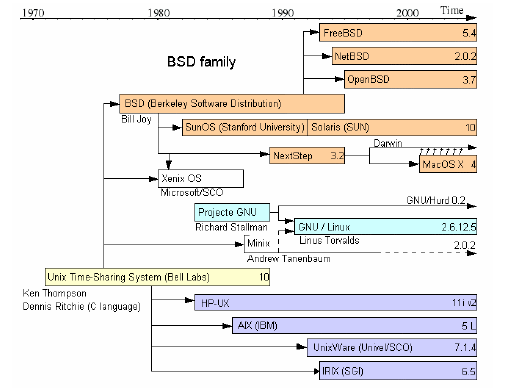 1970 1980 1990 2000 Time
FreeBSD 5.4
BSD family
NetBSD 2.0.2
OpenBSD 3.7
BSD (Berkeley Software Distribution)
Bill Joy
SunOS (Stanford University) Solaris (SUN) 10
Darwin
NextStep 3.2
MacOS X 4
Xenix OS
Microsoft/SCO
GNU/Hurd 0.2
Projecte GNU
Richard Stallman
GNU / Linux 2.6.12.5
Linus Torvalds
Minix 2.0.2
Andrew Tanenbaum
Unix Time-Sharing System (Bell Labs) 10
Ken Thompson
Dennis Ritchie (C language)
HP-UX 11i v2
AIX (IBM) 5 L
UnixWare (Univel/SCO) 7.1.4
IRIX (SGI) 6.5